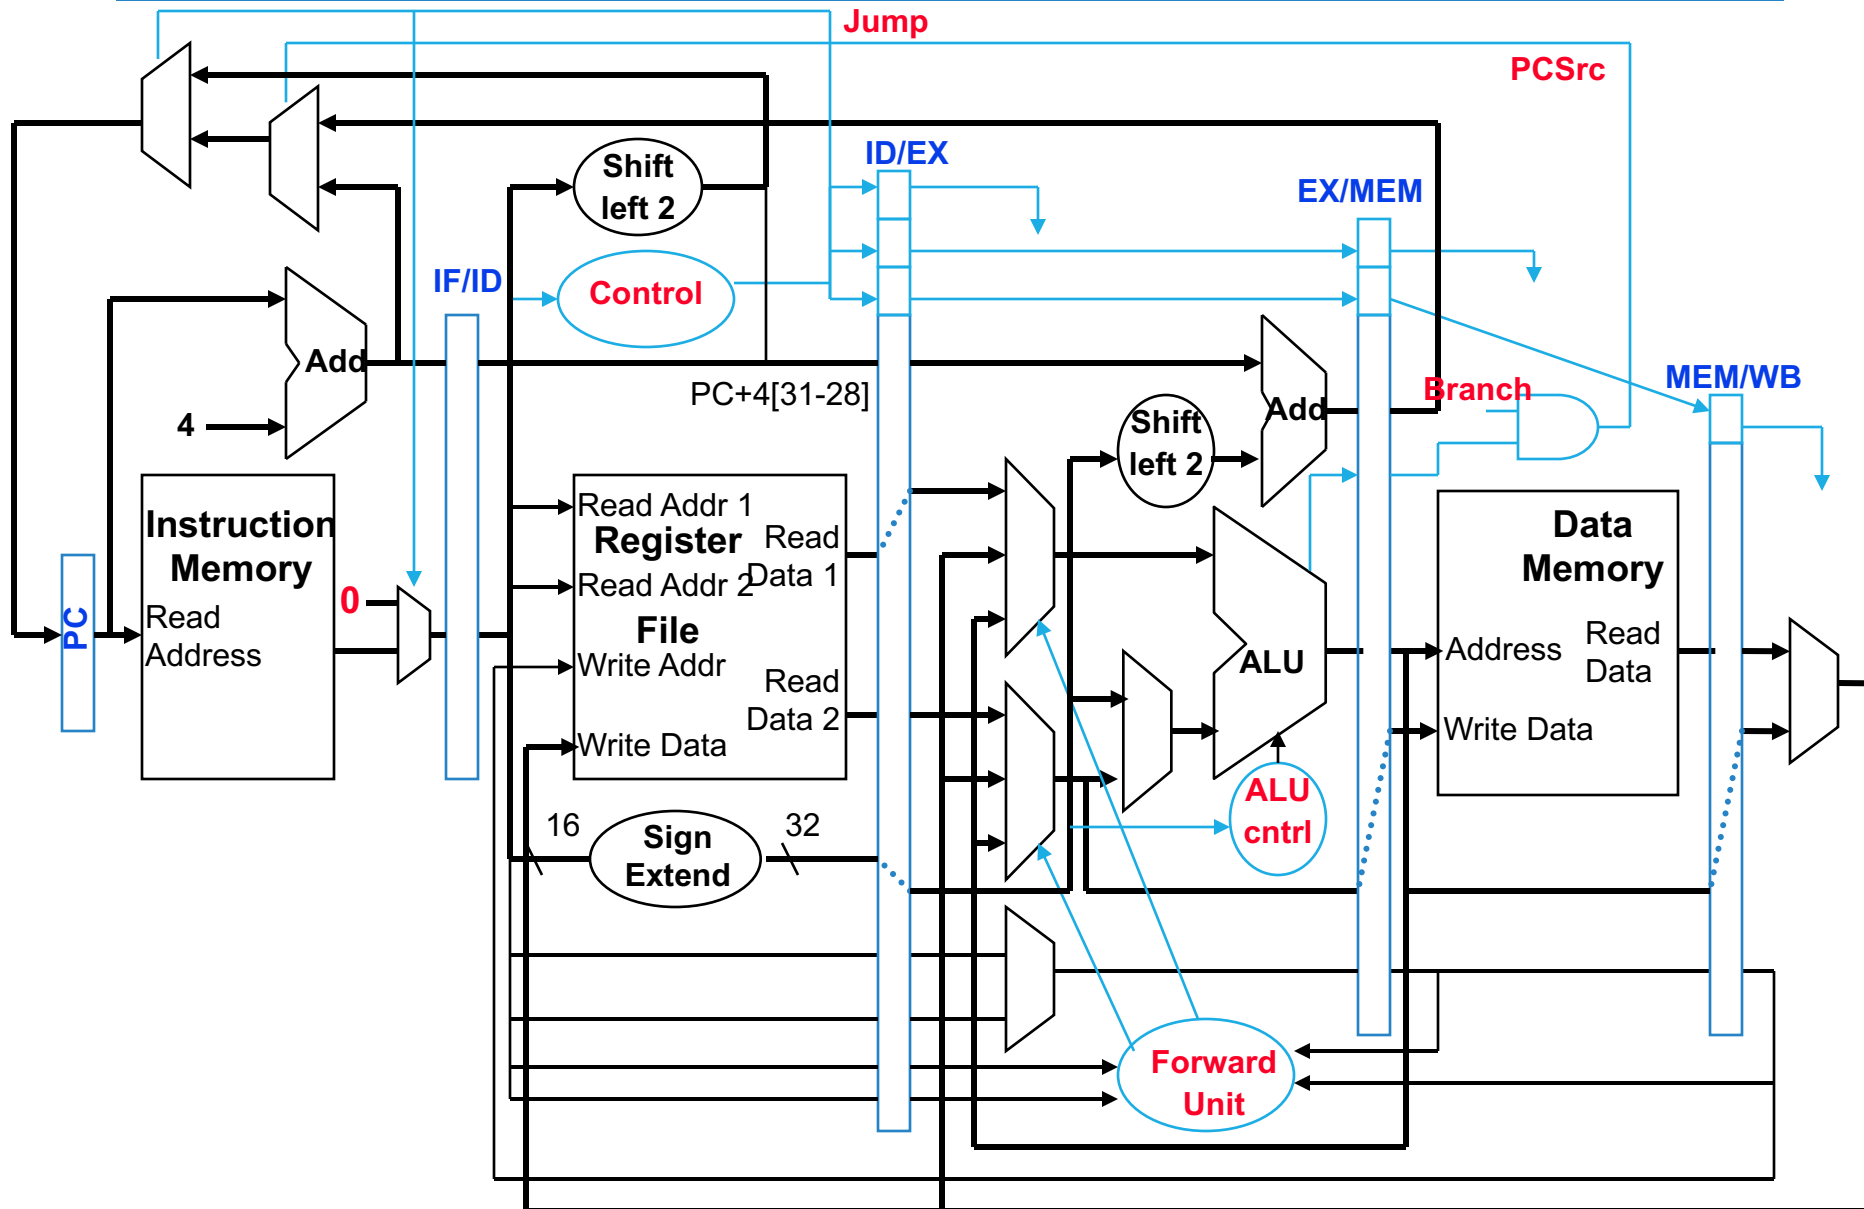 Jump
PCSrc
ID/EX
Shift
left 2
EX/MEM
IF/ID
Control
Add
PC+4[31-28]
Branch
MEM/WB
4
Shift
left 2
Add
Instruction
Memory
Read
Address
0
PC
Read Addr 1
Register
Read
Data 1
Read Addr 2
File
Write Addr
Read
Data 2
Write Data
ALU
Data
Memory
Address
Read
Data
Write Data
ALU
cntrl
16
Sign
Extend
32
Forward
Unit